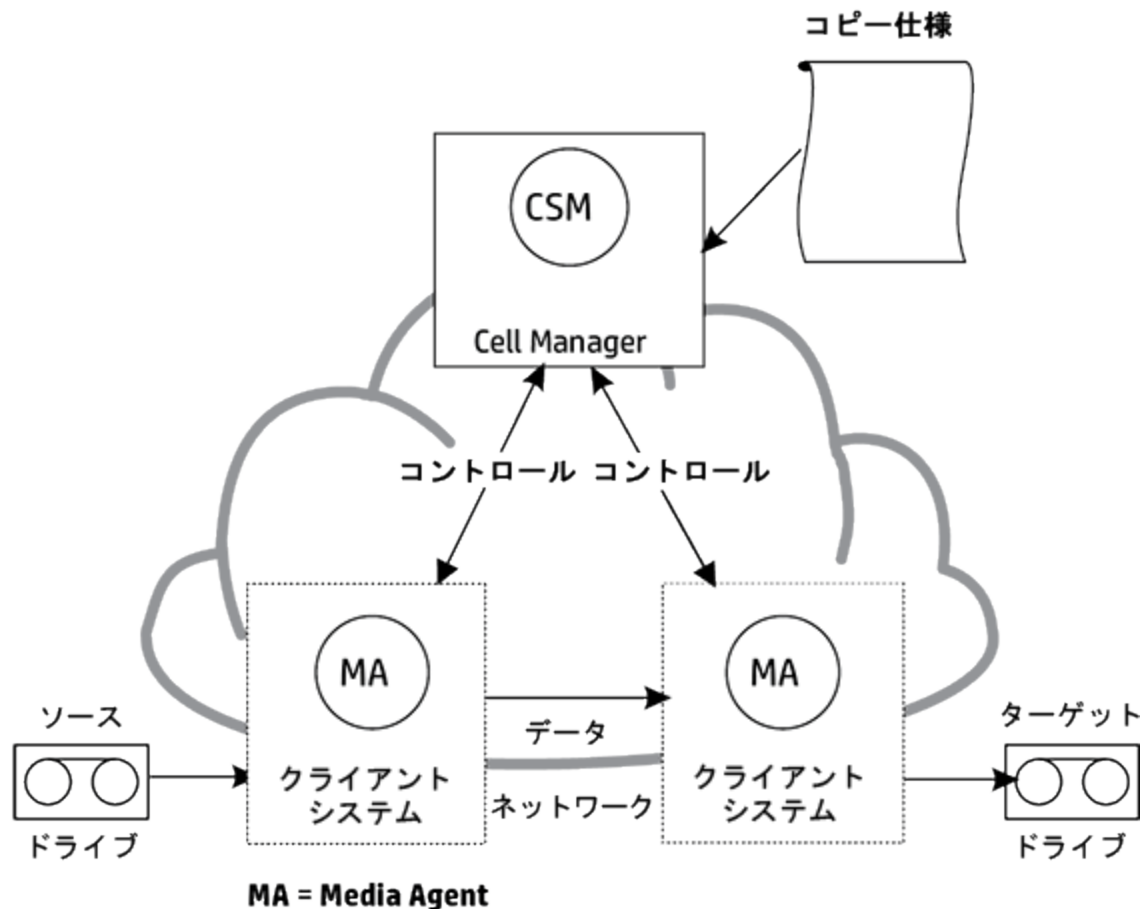 コピー仕様
CSM
Cell Manager
コントロール コントロール
MA
MA
ソース
データ
ターゲット
クライアント
システム
クライアント
システム
ネットワーク
ドライブ
ドライブ
MA = Media Agent